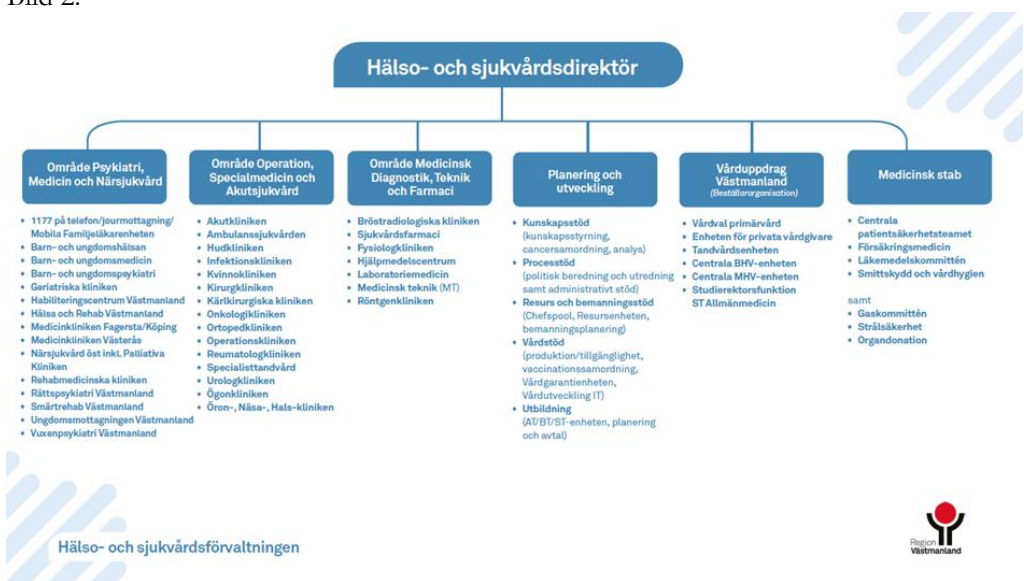 Bild 2.
Hälso- och sjukvårdsdirektör
Område Psykiatri,
Medicin och Närsjukvård
• 1177 på telefon/jourmottagning/
Mobila Familjeläkarenheten
• Barn- och ungdomshälsan
• Barn- och ungdomsmedicin
• Barn- och ungdomspsykiatri
• Geriatriska kliniken
• Habiliteringscentrum Västmanland
• Hälsa och Rehab Västmanland
• Medicinkliniken Fagersta/Köping
• Medicinkliniken Västerås
• Närsjukvård öst inkl. Palliativa
Kliniken
• Rehabmedicinska kliniken
• Rättspsykiatri Västmanland
• Smärtrehab Västmanland
• Ungdomsmottagningen Västmanland
• Vuxenpsykiatri Västmanland
Område Operation,
Specialmedicin och
Akutsjukvård
• Akutkliniken
• Ambulanssjukvården
• Hudkliniken
• Infektionskliniken
• Kvinnokliniken
• Kirurgkliniken
• Kärlkirurgiska kliniken
• Onkologikliniken
• Ortopedkliniken
• Operationskliniken
• Reumatologkliniken
• Specialisttandvård
• Urologkliniken
• Ögonkliniken
• Öron-, Näsa-, Hals-kliniken
Område Medicinsk
Diagnostik, Teknik
och Farmaci
• Bröstradiologiska kliniken
• Sjukvårdsfarmaci
• Fysiologkliniken
• Hjälpmedelscentrum
• Laboratoriemedicin
• Medicinsk teknik (MT)
• Röntgenkliniken
Planering och
utveckling
• Kunskapsstöd
(kunskapsstyrning,
cancersamordning, analys)
• Processtöd
(politisk beredning och utredning
samt administrativt stöd)
• Resurs och bemanningsstöd
(Chefspool, Resursenheten,
bemanningsplanering)
• Vårdstöd
(produktion/tillgänglighet,
vaccinationssamordning,
Vårdgarantienheten,
Vårdutveckling IT)
• Utbildning
(AT/BT/ST-enheten, planering
och avtal)
Vårduppdrag
Västmanland
(Beställarorganisation)
• Vårdval primärvård
• Enheten för privata vårdgivare
• Tandvårdsenheten
• Centrala BHV-enheten
• Centrala MHV-enheten
• Studierektorsfunktion
ST Allmänmedicin
Medicinsk stab
• Centrala
patientsäkerhetsteamet
• Försäkringsmedicin
• Läkemedelskommittén
• Smittskydd och vårdhygien
samt
• Gaskommittén
• Strålsäkerhet
• Organdonation
Hälso- och sjukvårdsförvaltningen
Region
Västmanland